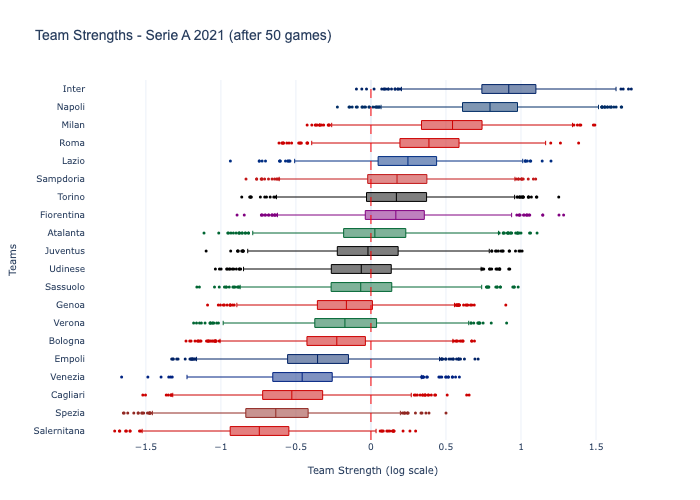 Team Strengths - Serie A 2021 (after 50 games)
Inter
Napoli
Milan
Roma
Lazio
Sampdoria
Torino
Fiorentina
Atalanta
Juventus
Udinese
Sassuolo
Genoa
Verona
Bologna
Empoli
Venezia
Cagliari
Spezia
Salernitana
Teams
−1.5 −1 −0.5 0 0.5 1 1.5
Team Strength (log scale)